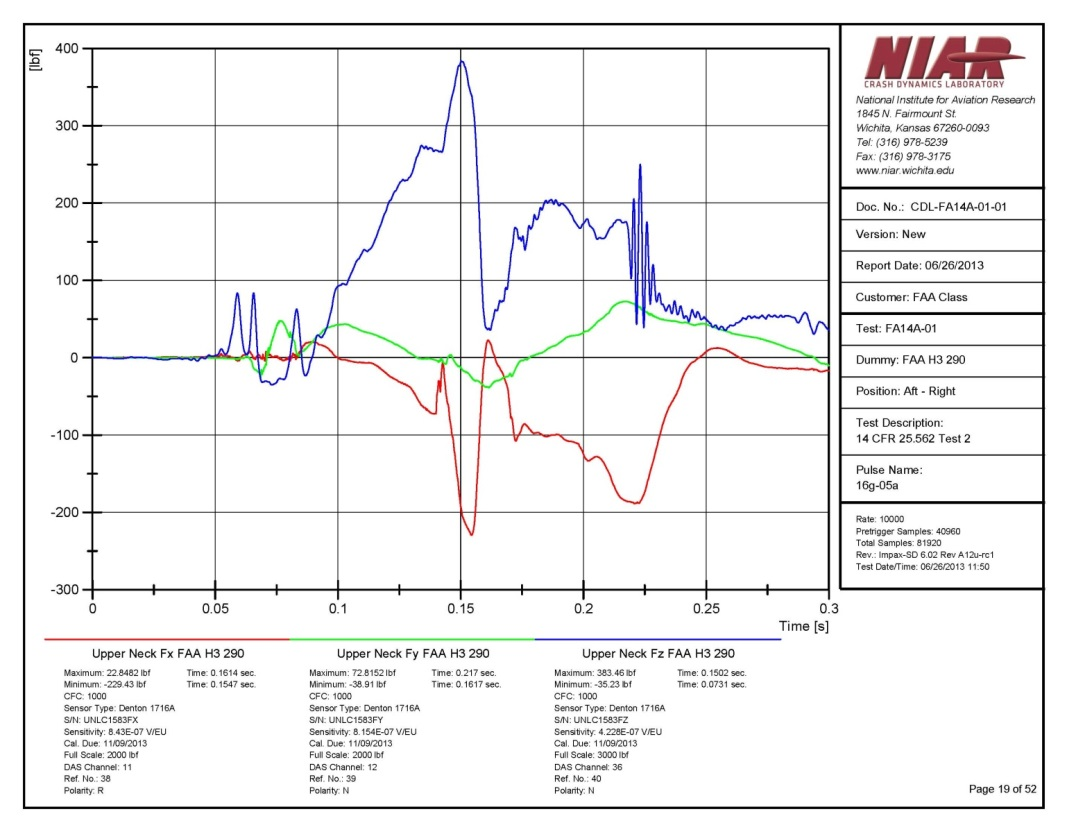 [lbf]
400
300
200
100
0
-100
-200
-300
0
0.05
0.1
0.15
0.2
0.25
0.3
Time [s]
Upper Neck Fx FAA H3 290
Maximum: 22.8482 lbf Time: 0.1614 sec.
Minimum: -229.43 lbf Time: 0.1547 sec.
CFC: 1000
Sensor Type: Denton 1716A
S/N: UNLC1583FX
Sensitivity: 8.43E-07 V/EU
Cal. Due: 11/09/2013
Full Scale: 2000 lbf
DAS Channel: 11
Ref. No.: 38
Polarity: R
Upper Neck Fy FAA H3 290
Maximum: 72.8152 lbf Time: 0.217 sec.
Minimum: -38.91 lbf Time: 0.1617 sec.
CFC: 1000
Sensor Type: Denton 1716A
S/N: UNLC1583FY
Sensitivity: 8.154E-07 V/EU
Cal. Due: 11/09/2013
Full Scale: 2000 lbf
DAS Channel: 12
Ref. No.: 39
Polarity: N
Upper Neck Fz FAA H3 290
Maximum: 383.46 lbf Time: 0.1502 sec.
Minimum: -35.23 lbf Time: 0.0731 sec.
CFC: 1000
Sensor Type: Denton 1716A
S/N: UNLC1583FZ
Sensitivity: 4.228E-07 V/EU
Cal. Due: 11/09/2013
Full Scale: 3000 lbf
DAS Channel: 36
Ref. No.: 40
Polarity: N
NIAR
CRASH DYNAMICS LABORATORY
National Institute for Aviation Research
1845 N. Fairmount St.
Wichita, Kansas 67260-0093
Tel: (316) 978-5239
Fax: (316) 978-3175
www.niar.wichita.edu
Doc. No.: CDL-FA14A-01-01
Version: New
Report Date: 06/26/2013
Customer: FAA Class
Test: FA14A-01
Dummy: FAA H3 290
Position: Aft - Right
Test Description:
14 CFR 25.562 Test 2
Pulse Name:
16g-05a
Rate: 10000
Pretrigger Samples: 40960
Total Samples: 81920
Rev.: Impax-SD 6.02 Rev A12u-rc1
Test Date/Time: 06/26/2013 11:50
Page 19 of 52